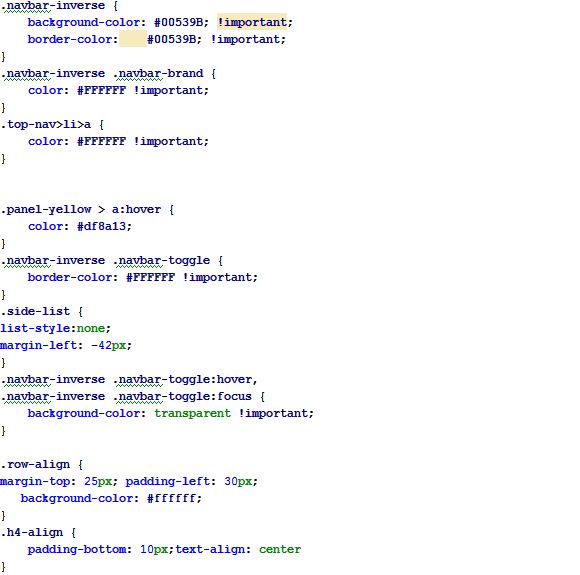 .navbar-inverse {
    background-color: #00539B; !important;
    border-color:    #00539B; !important;
}
.navbar-inverse .navbar-brand {
    color: #FFFFFF !important;
}
.top-nav>li>a {
    color: #FFFFFF !important;
}
.panel-yellow > a:hover {
    color: #df8a13;
}
.navbar-inverse .navbar-toggle {
    border-color: #FFFFFF !important;
}
.side-list {
list-style:none;
margin-left: -42px;
}
.navbar-inverse .navbar-toggle:hover,
.navbar-inverse .navbar-toggle:focus {
    background-color: transparent !important;
}
.row-align {
margin-top: 25px; padding-left: 30px;
   background-color: #ffffff;
}
.h4-align {
    padding-bottom: 10px;text-align: center
}